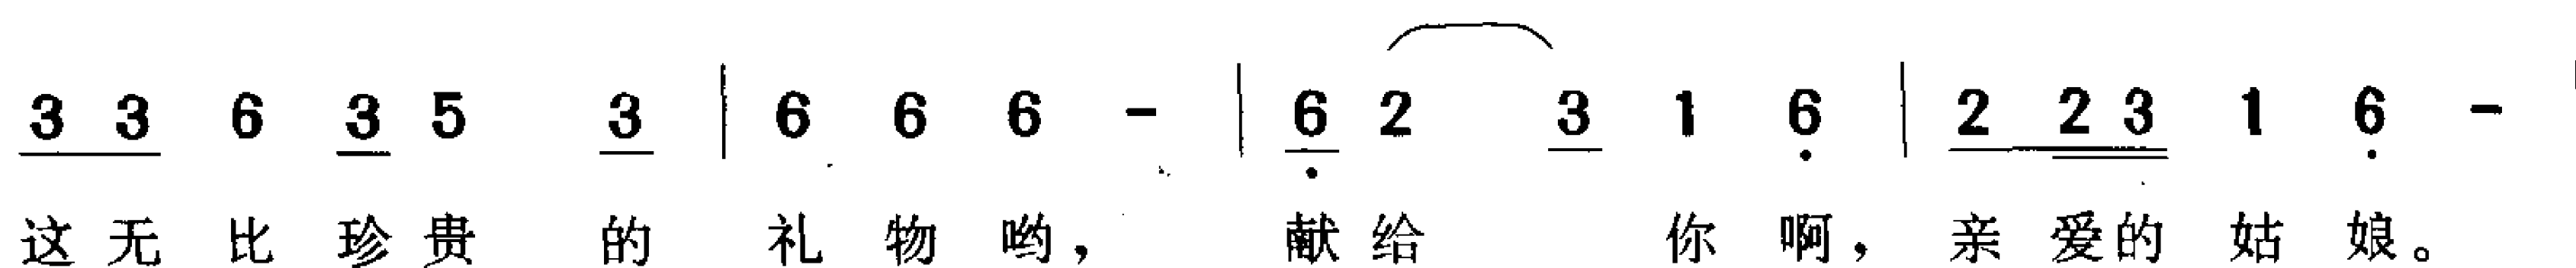 3 3 6 3 5 3 | 6 6 6 - | 6 2 3 1 6 | 2 2 3 1 6 -
这无比珍贵的礼物哟，献给你啊，亲爱的姑娘。